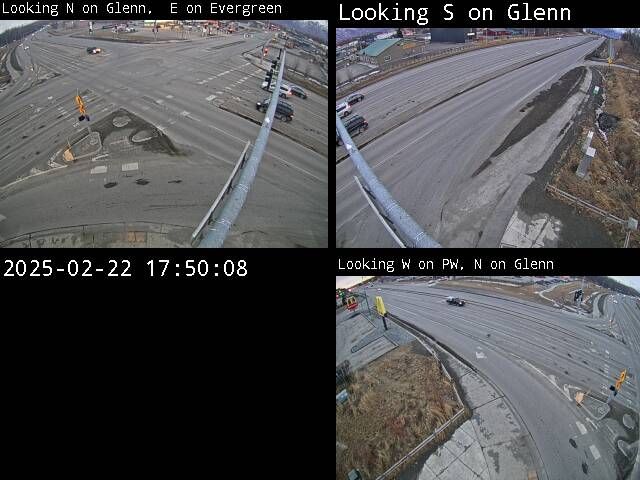 Looking N on Glenn,  E on Evergreen
Looking S on Glenn
2025-02-22 17:50:08
Looking W on PW, N on Glenn